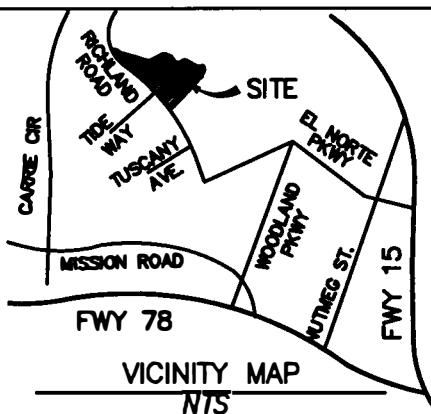 RICHLAND
ROAD
SITE
TIDE
WAY
TUSCANY
AVE.
EL NORTE
PKWY
CARRIE CIR
WOODLAND
PKWY
MISSION ROAD
NUTMEG ST.
FWY 15
FWY 78
VICINITY MAP
NTS